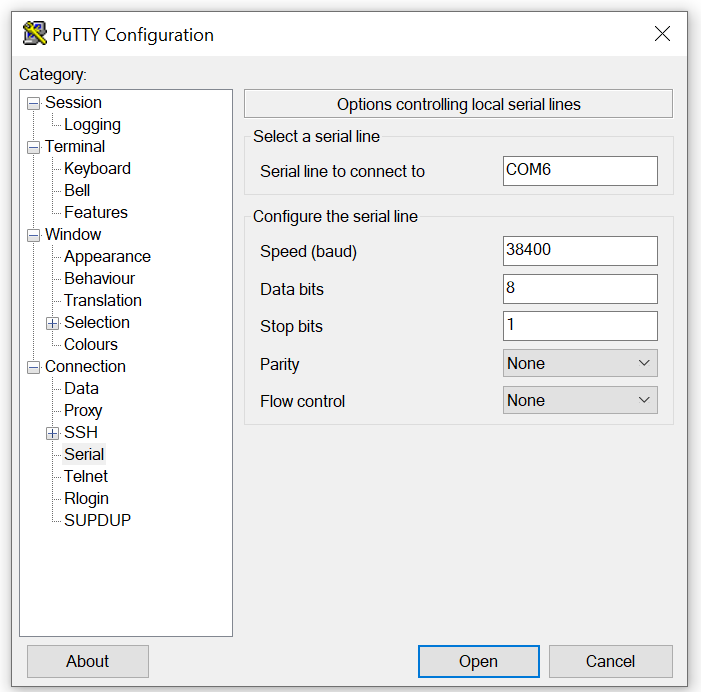 PuTTY Configuration
Category:
Session
Logging
Terminal
Keyboard
Bell
Features
Window
Appearance
Behaviour
Translation
Selection
Colours
Connection
Data
Proxy
SSH
Serial
Telnet
Rlogin
SUPDUP
Options controlling local serial lines
Select a serial line
Serial line to connect to COM6
Configure the serial line
Speed (baud) 38400
Data bits 8
Stop bits 1
Parity None
Flow control None
About Open Cancel